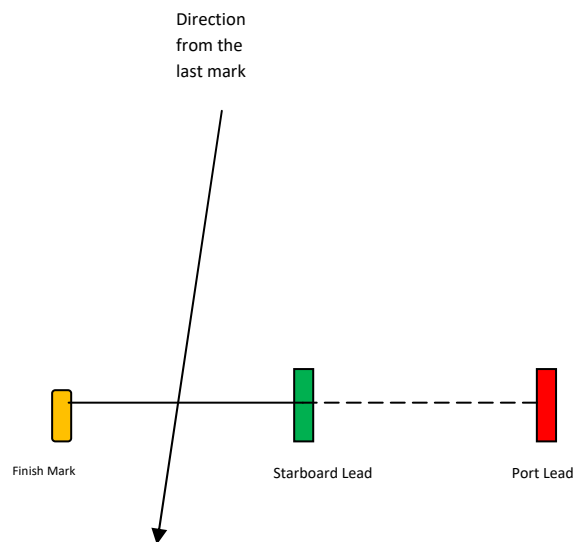 Direction
from the
last mark
Finish Mark
Starboard Lead
Port Lead